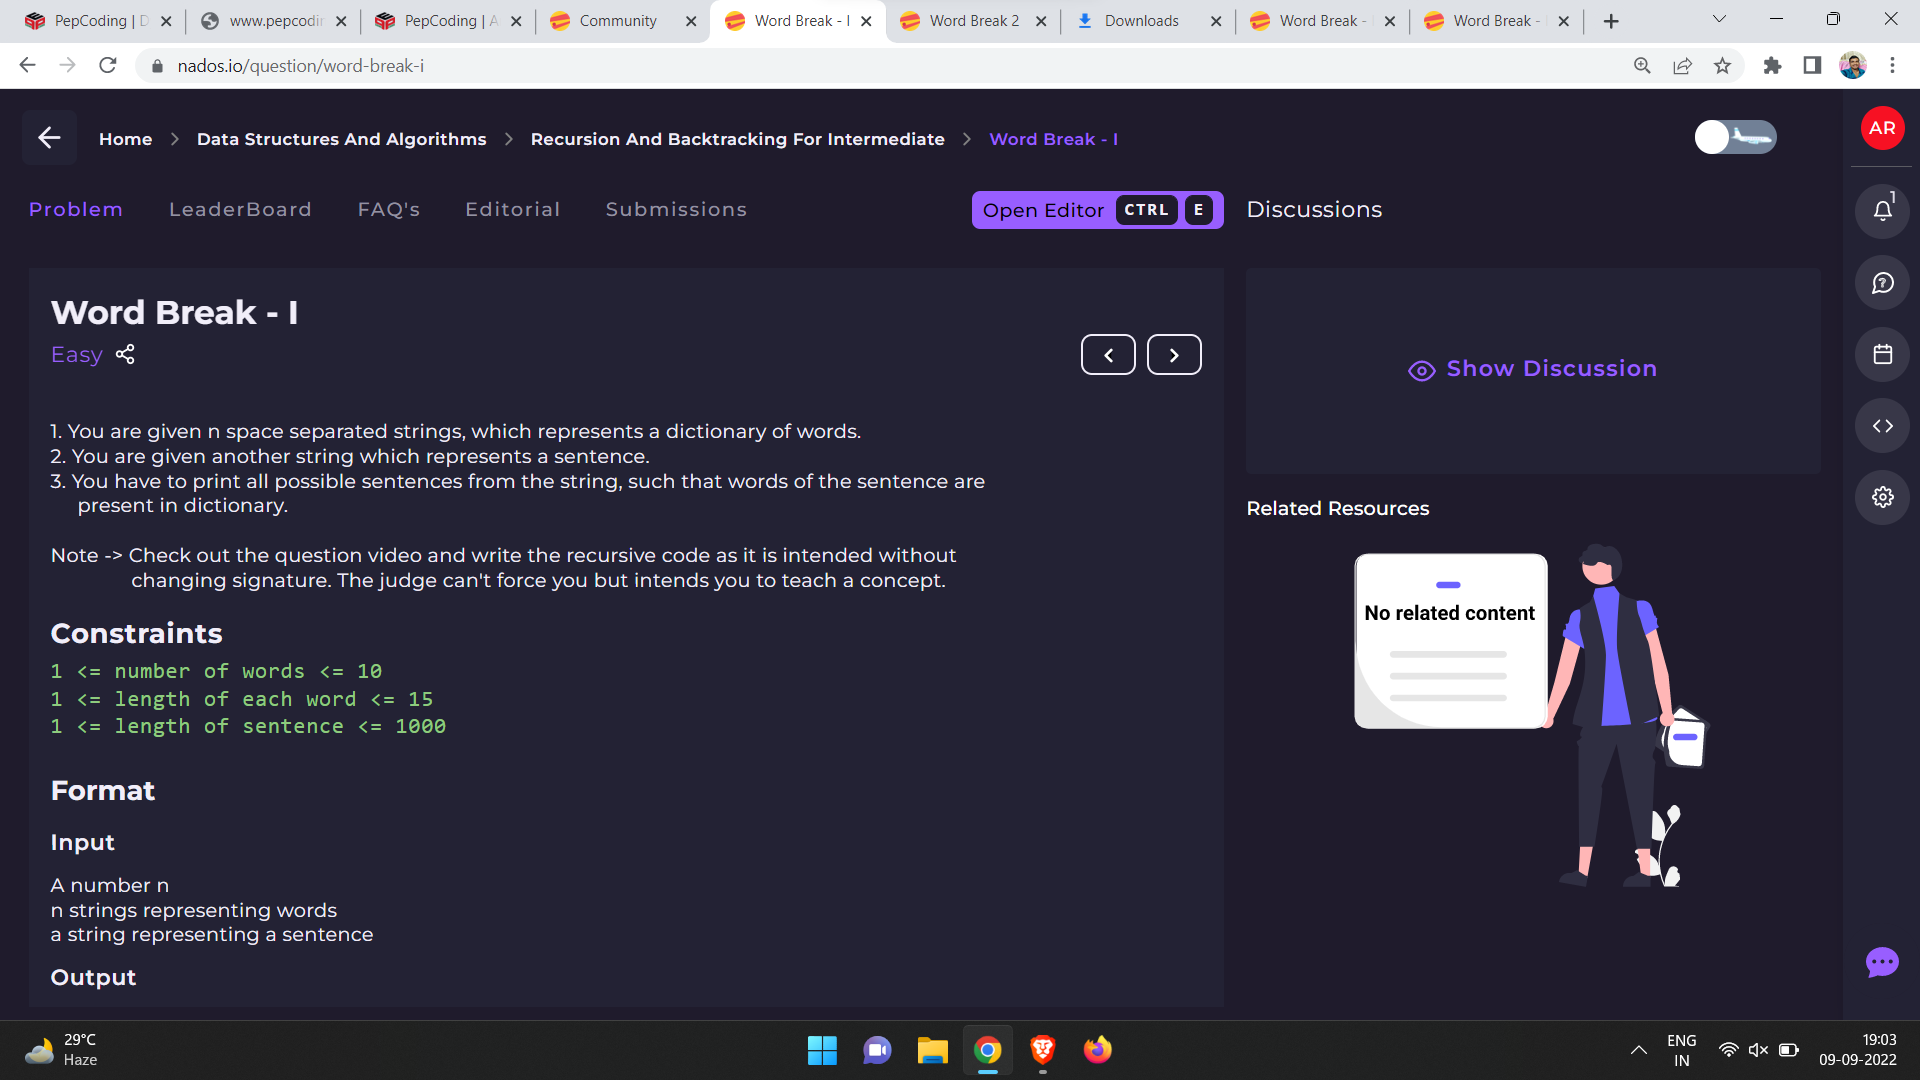 PepCoding | D
www.pepcodin
PepCoding | A
Community
Word Break - I
Word Break 2
Downloads
Word Break -
Word Break -
nados.io/question/word-break-i
Home > Data Structures And Algorithms > Recursion And Backtracking For Intermediate > Word Break - I
AR
Problem LeaderBoard FAQ's Editorial Submissions
Open Editor CTRL E
Discussions
1
Word Break - I
Easy
Show Discussion
1. You are given n space separated strings, which represents a dictionary of words.
2. You are given another string which represents a sentence.
3. You have to print all possible sentences from the string, such that words of the sentence are
present in dictionary.
Note -> Check out the question video and write the recursive code as it is intended without
changing signature. The judge can't force you but intends you to teach a concept.
Related Resources
No related content
Constraints
1 <= number of words <= 10
1 <= length of each word <= 15
1 <= length of sentence <= 1000
Format
Input
A number n
n strings representing words
a string representing a sentence
Output
29°C
Haze
ENG
IN
19:03
09-09-2022